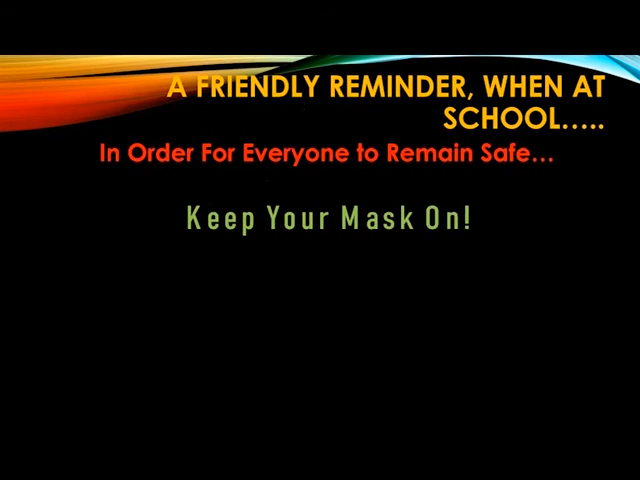 A FRIENDLY REMINDER, WHEN AT
SCHOOL…..
In Order For Everyone to Remain Safe…
Keep Your Mask On!